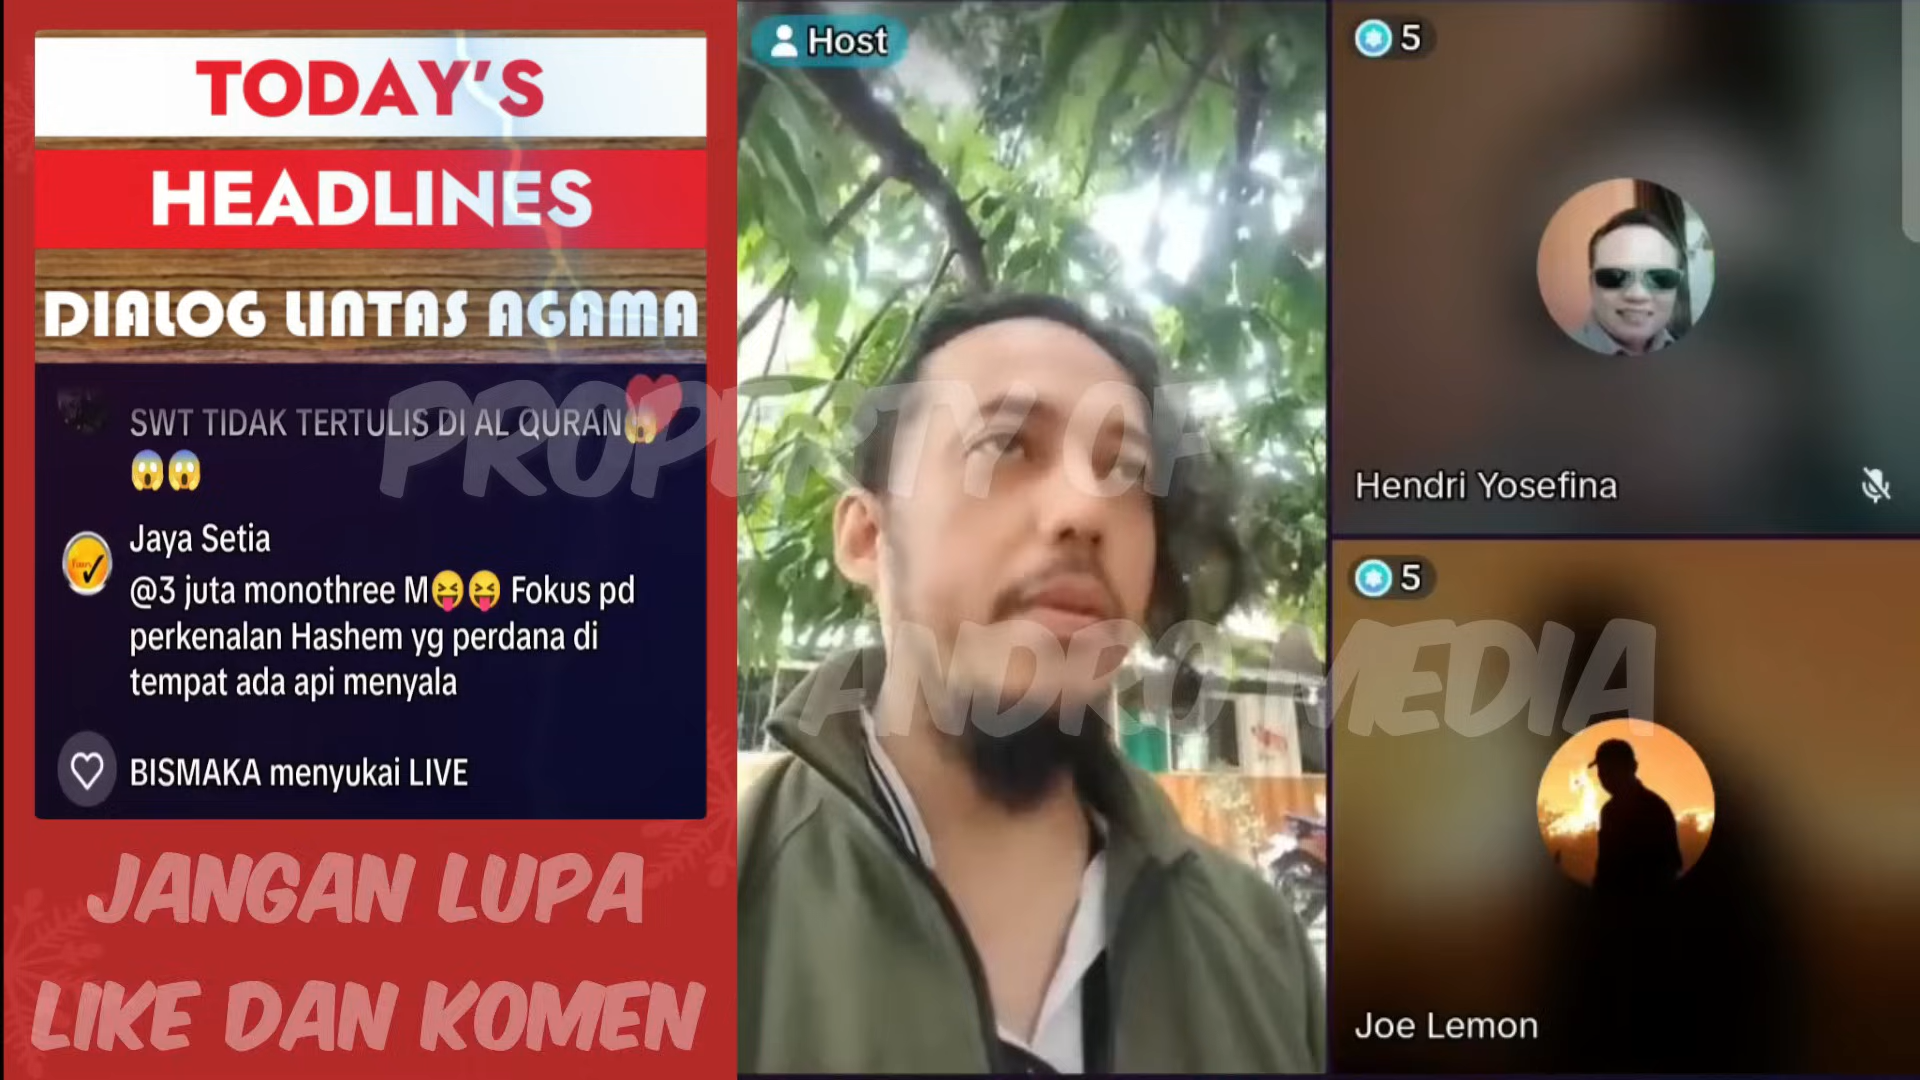 TODAY'S
HEADLINES
DIALOG LINTAS AGAMA
SWT TIDAK TERTULIS DI AL QURAN😱
😱😱
Jaya Setia
@3 juta monothree M😝😝 Fokus pd
perkenalan Hashem yg perdana di
tempat ada api menyala
BISMAKA menyukai LIVE
JANGAN LUPA
LIKE DAN KOMEN
Host
5
Hendri Yosefina
5
Joe Lemon
PROPERTY OF
ANDRO MEDIA